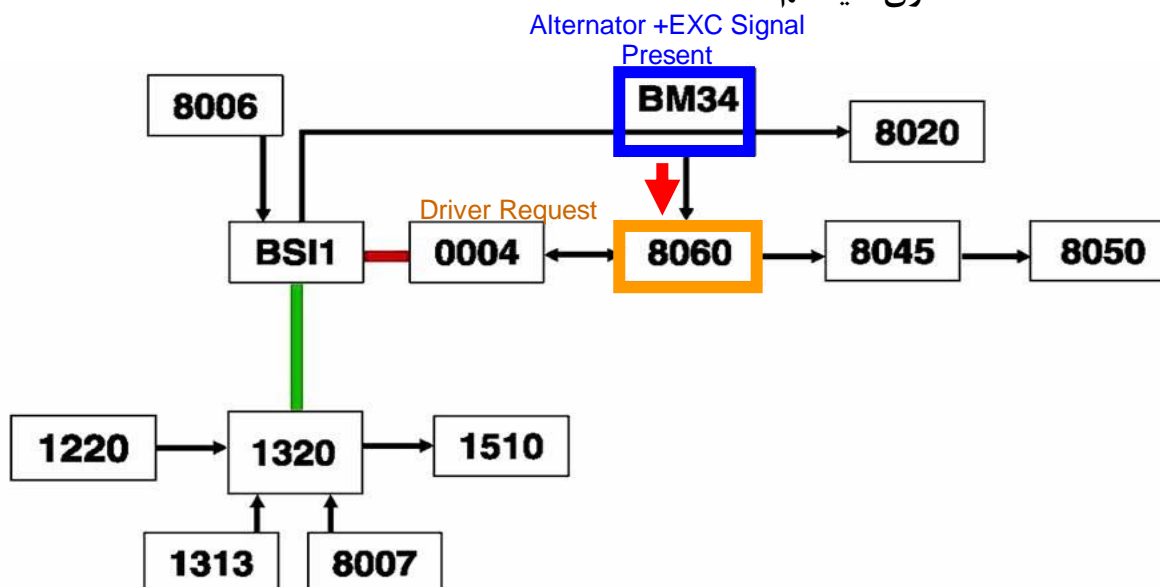 Alternator +EXC Signal
Present
BM34
8006
8020
Driver Request
BSI1
0004
8060
8045
8050
1220
1320
1510
1313
8007